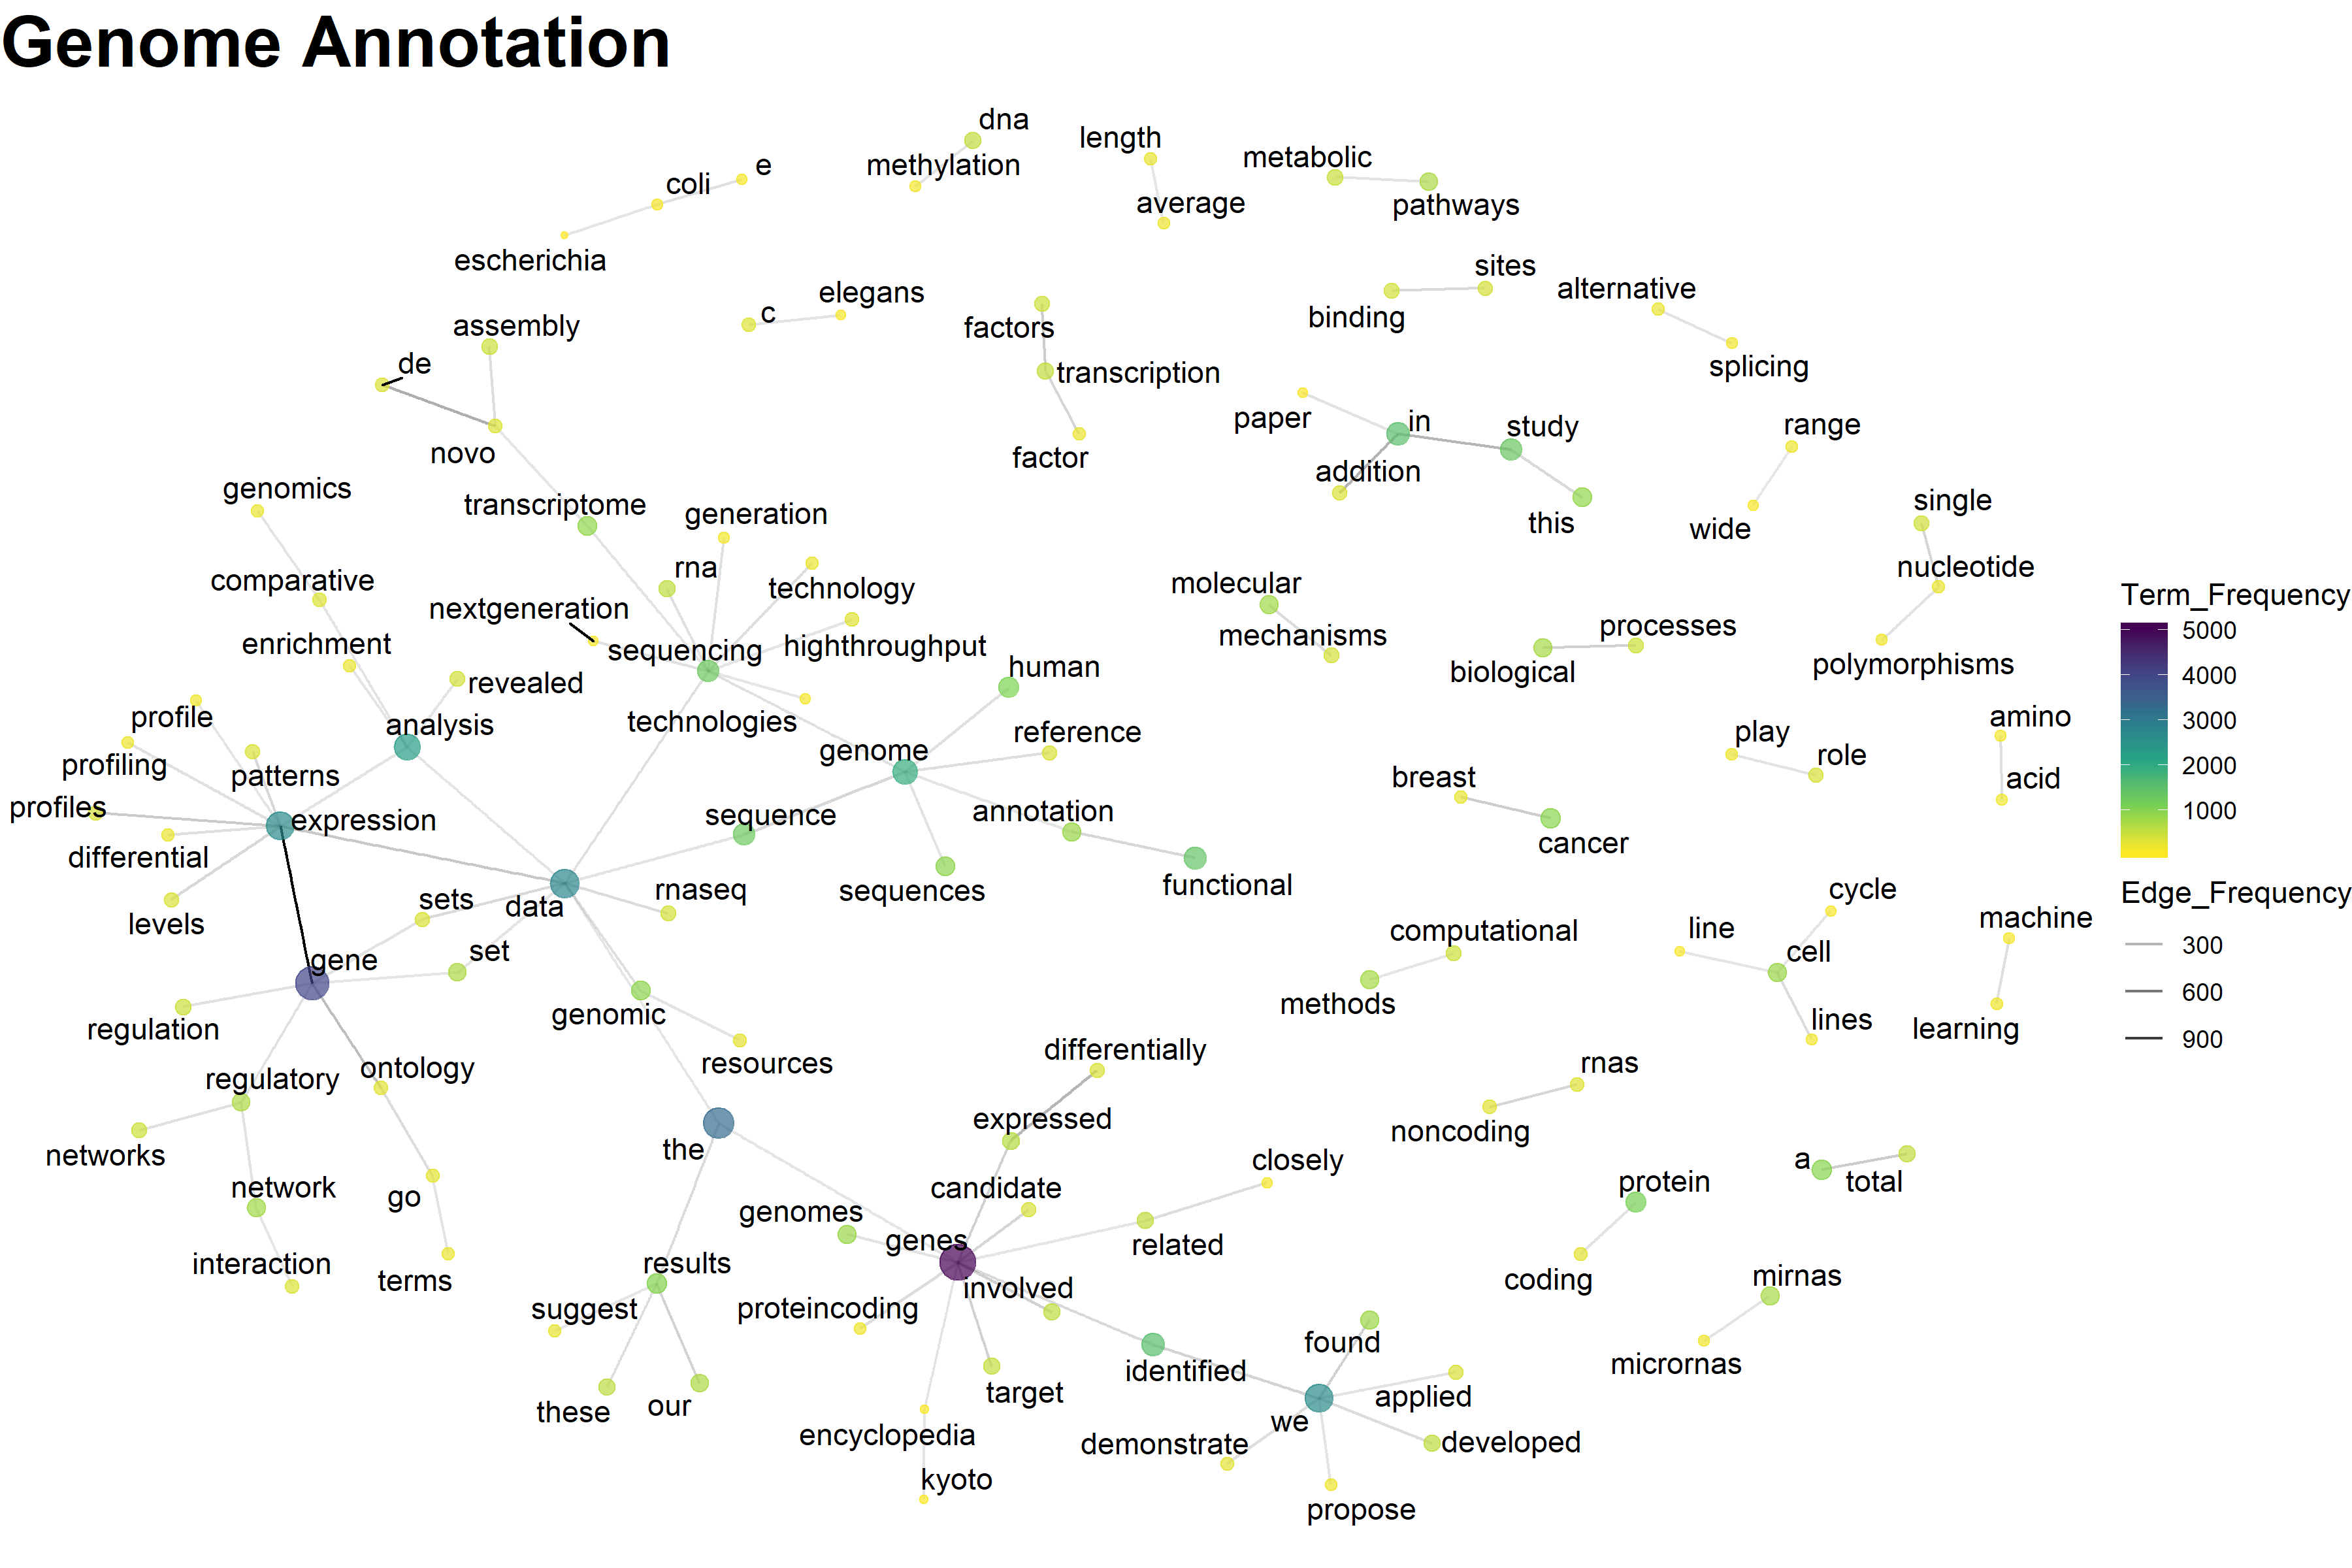 Genome Annotation
dna
length
methylation
metabolic
e
coli
average
pathways
escherichia
sites
elegans
alternative
c
binding
assembly
factors
de
splicing
transcription
paper
in
range
study
novo
factor
addition
genomics
single
transcriptome
generation
this
wide
rna
nucleotide
comparative
molecular
technology
Term_Frequency
nextgeneration
processes
5000
enrichment
sequencing
highthroughput
mechanisms
human
biological
polymorphisms
4000
revealed
profile
analysis
technologies
amino
3000
reference
play
genome
role
profiling
patterns
2000
breast
acid
profiles
expression
sequence
annotation
1000
cancer
differential
functional
sequences
rnaseq
cycle
Edge_Frequency
sets
data
levels
machine
line
computational
300
set
cell
gene
600
methods
genomic
lines
regulation
learning
900
differentially
resources
rnas
ontology
regulatory
expressed
noncoding
the
networks
closely
a
total
protein
network
candidate
go
genomes
genes
related
results
interaction
terms
coding
mirnas
involved
suggest
proteincoding
found
micrornas
identified
target
applied
these
our
we
encyclopedia
demonstrate
developed
kyoto
propose